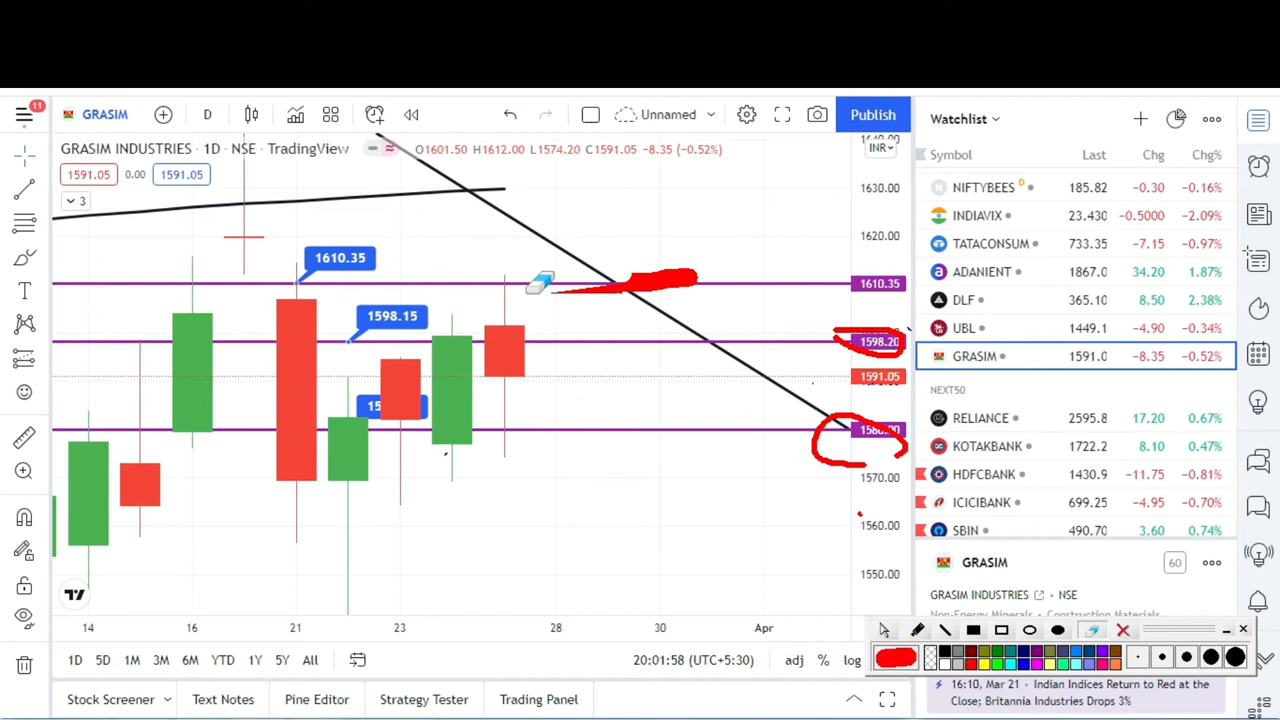 11
GRASIM
D
Unnamed
Publish
GRASIM INDUSTRIES · 1D · NSE · TradingView
O1601.50 H1612.00 L1574.20 C1591.05 −8.35 (−0.52%)
INR
1591.05 0.00 1591.05
3
1630.00
1620.00
1610.35
1610.35
1598.15
1598.20
1591.05
1570.00
1560.00
1550.00
14 16 21 23 28 30 Apr
1D 5D 1M 3M 6M YTD 1Y 5Y All
20:01:58 (UTC+5:30) adj % log
Stock Screener Text Notes Pine Editor Strategy Tester Trading Panel
Watchlist
Symbol Last Chg Chg%
NIFTYBEES D 185.82 −0.30 −0.16%
INDIAVIX 23.430 −0.5000 −2.09%
TATACONSUM 733.35 −7.15 −0.97%
ADANIENT 1867.0 34.20 1.87%
DLF 365.10 8.50 2.38%
UBL 1449.1 −4.90 −0.34%
GRASIM 1591.0 −8.35 −0.52%
NEXT50
RELIANCE 2595.8 17.20 0.67%
KOTAKBANK 1722.2 8.10 0.47%
HDFCBANK 1430.9 −11.75 −0.81%
ICICIBANK 699.25 −4.95 −0.70%
SBIN 490.70 3.60 0.74%
GRASIM
60
GRASIM INDUSTRIES · NSE
Non-Energy Minerals · Construction Materials
16:10, Mar 21 · Indian Indices Return to Red at the
Close; Britannia Industries Drops 3%